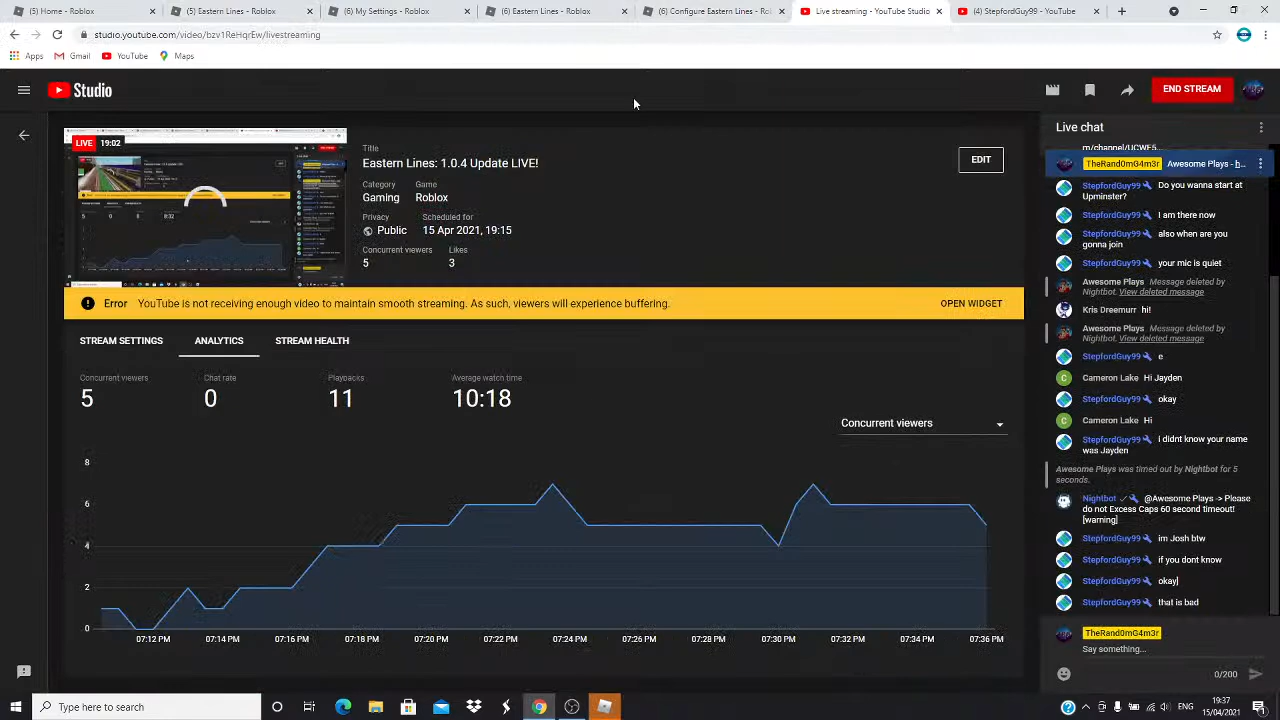 (5) Home - Roblox
(5) Eastern Lines - Roblox
(6) My Settings - Roblox
(6) Eastern Lines - Roblox
(6) Configure Eastern Lines - Rol
Live streaming - YouTube Studio
(4) StepfordGuy99 - YouTube
studio.youtube.com/video/bzv1ReHqrEw/livestreaming
Apps
Gmail
YouTube
Maps
Studio
END STREAM
LIVE 19:02
Title
Eastern Lines: 1.0.4 Update LIVE!
EDIT
Category
Game
Gaming
Roblox
Privacy
Scheduled for
Public
15 Apr 2021, 19:15
Concurrent viewers
Likes
5
3
Error YouTube is not receiving enough video to maintain smooth streaming. As such, viewers will experience buffering.
OPEN WIDGET
STREAM SETTINGS
ANALYTICS
STREAM HEALTH
Concurrent viewers
Chat rate
Playbacks
Average watch time
5
0
11
10:18
Concurrent viewers
8
6
4
2
0
07:12 PM
07:14 PM
07:16 PM
07:18 PM
07:20 PM
07:22 PM
07:24 PM
07:26 PM
07:28 PM
07:30 PM
07:32 PM
07:34 PM
07:36 PM
Live chat
TheRand0mG4m3r Awesome Plays
StepfordGuy99
also when are you
gonna join
StepfordGuy99 your mic is quiet
Awesome Plays Message deleted by
Nightbot. View deleted message
Kris Dreemurr hi!
Awesome Plays Message deleted by
Nightbot. View deleted message
StepfordGuy99 e
Cameron Lake Hi Jayden
StepfordGuy99 okay
Cameron Lake Hi
StepfordGuy99 i didnt know your name
was Jayden
Awesome Plays was timed out by Nightbot for 5
seconds.
Nightbot @Awesome Plays -> Please
do not Excess Caps 60 second timeout!
[warning]
StepfordGuy99 im Josh btw
StepfordGuy99 if you dont know
StepfordGuy99 okay
StepfordGuy99 that is bad
TheRand0mG4m3r
Say something...
0/200
Type here to search
19:37
15/04/2021